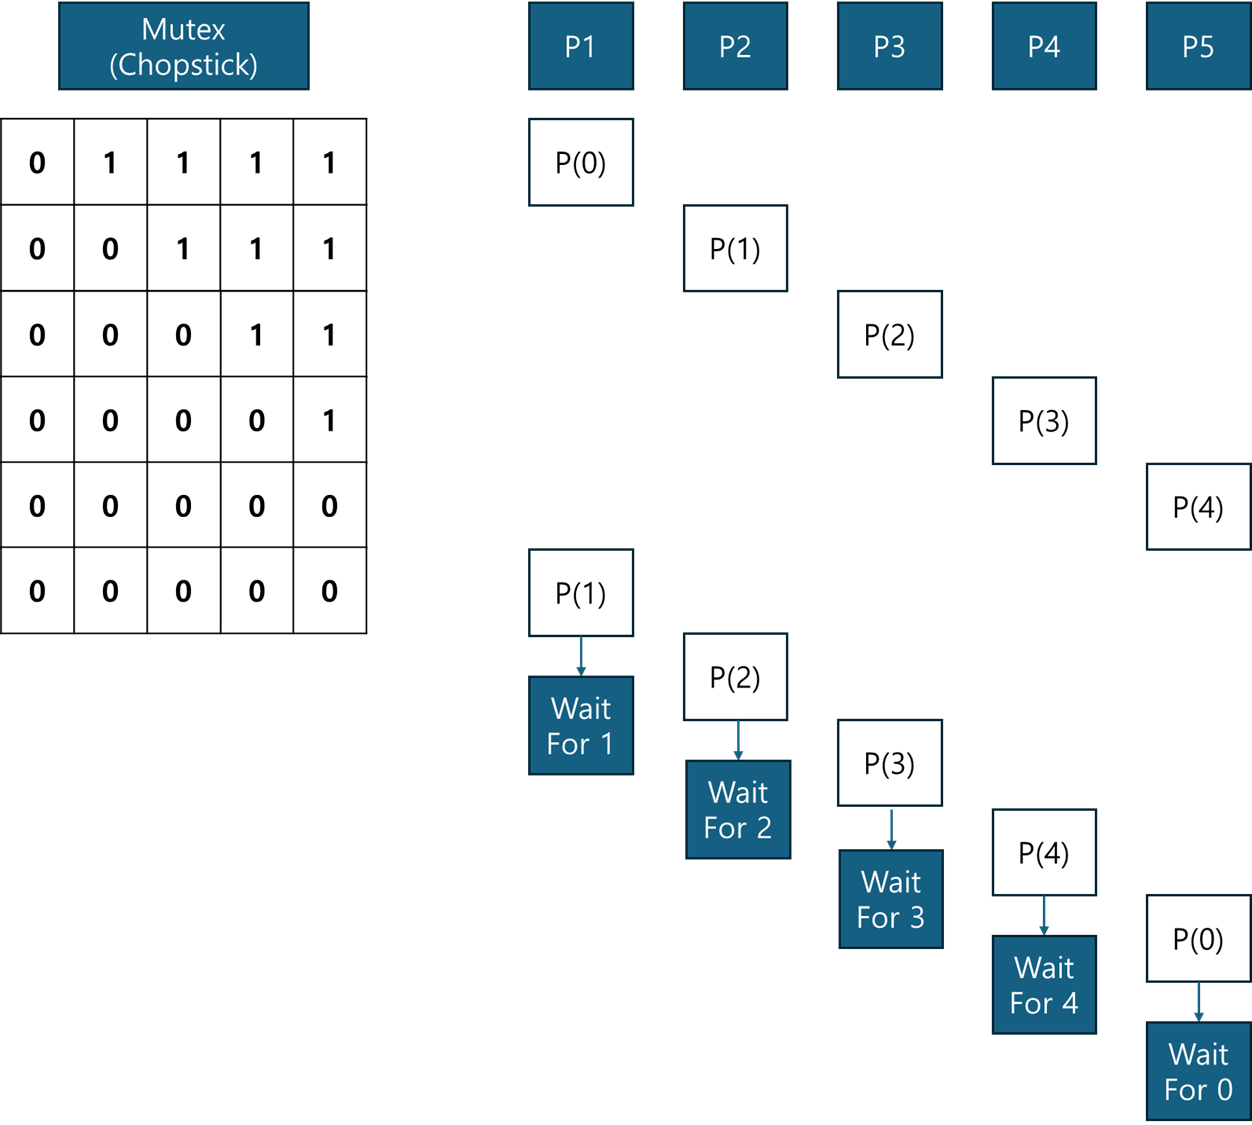 Mutex
(Chopstick)
P1 P2 P3 P4 P5
0 1 1 1 1 P(0)
0 0 1 1 1 P(1)
0 0 0 1 1 P(2)
0 0 0 0 1 P(3)
0 0 0 0 0 P(4)
0 0 0 0 0 P(1)
P(2)
Wait
For 1
P(3)
Wait
For 2
P(4)
Wait
For 3
P(0)
Wait
For 4
Wait
For 0